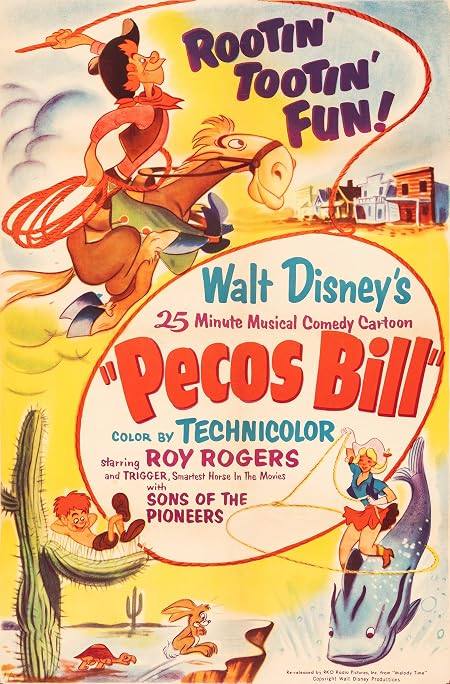 ROOTIN'
TOOTIN'
FUN!
WALT DISNEY'S
25 MINUTE MUSICAL COMEDY CARTOON
"PECOS BILL"
COLOR BY TECHNICOLOR
starring ROY ROGERS
and TRIGGER, Smartest Horse In The Movies
with
SONS OF THE
PIONEERS
Re-released by RKO Radio Pictures, Inc. from "Melody Time"
Copyright Walt Disney Productions